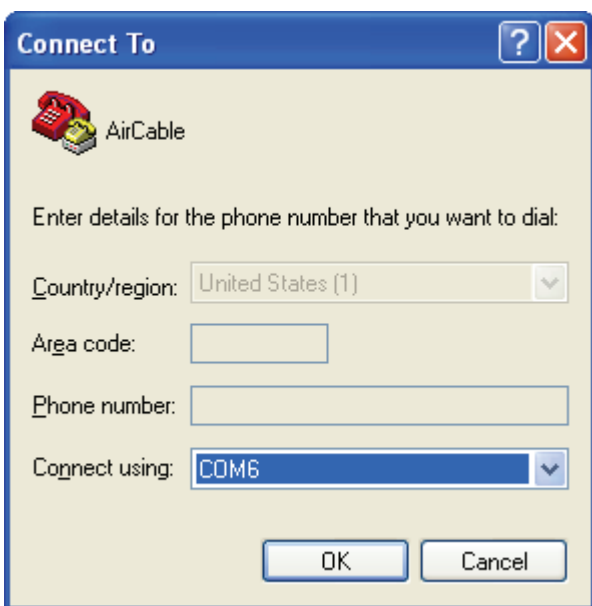 Connect To
AirCable
Enter details for the phone number that you want to dial:
Country/region: United States (1)
Area code:
Phone number:
Connect using: COM6
OK Cancel